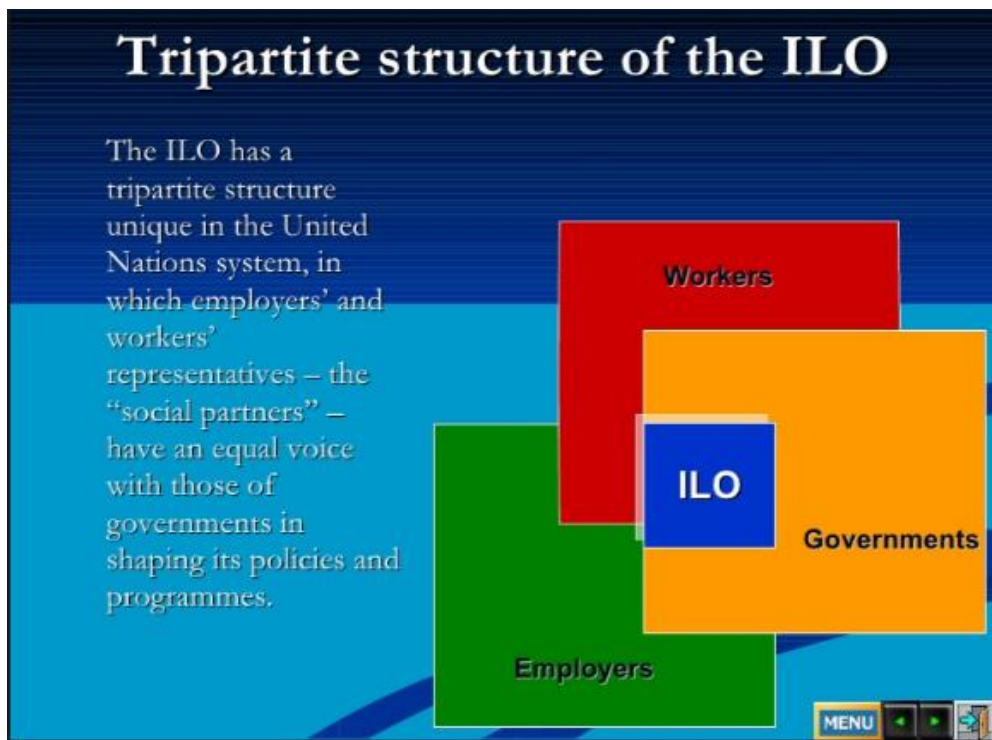 Tripartite structure of the ILO
The ILO has a
tripartite structure
unique in the United
Nations system, in
which employers’ and
workers’
representatives – the
“social partners” –
have an equal voice
with those of
governments in
shaping its policies and
programmes.
Workers
ILO
Governments
Employers
MENU